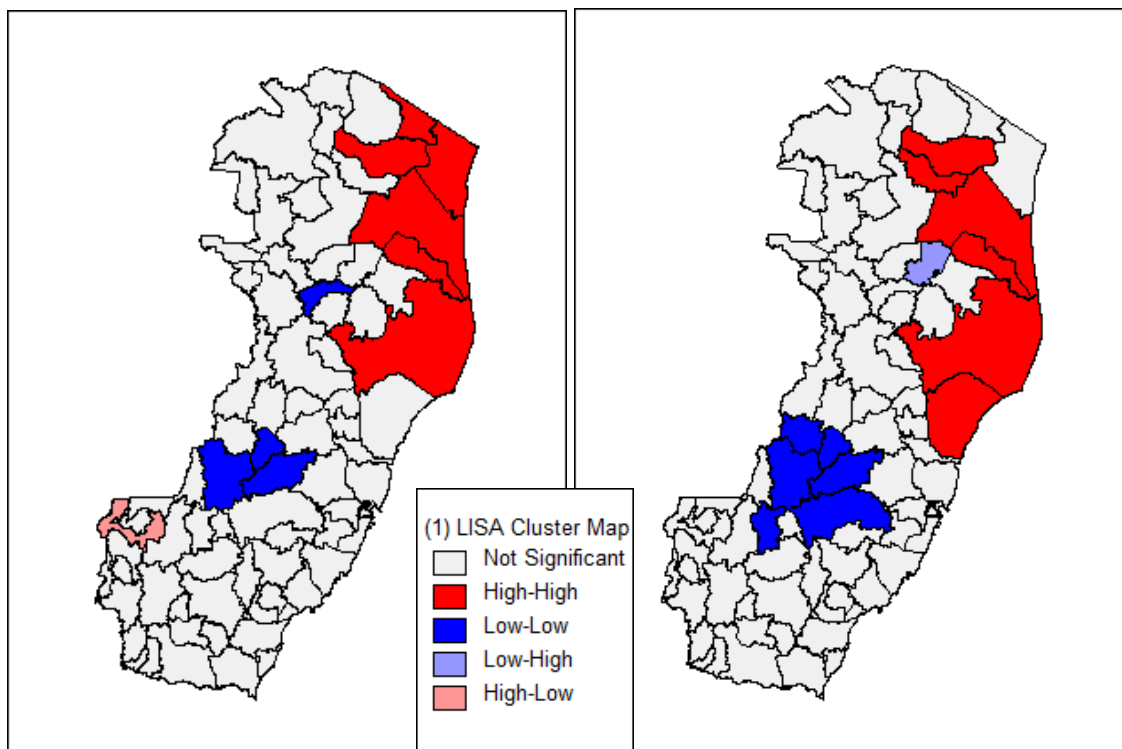 (1) LISA Cluster Map
Not Significant
High-High
Low-Low
Low-High
High-Low